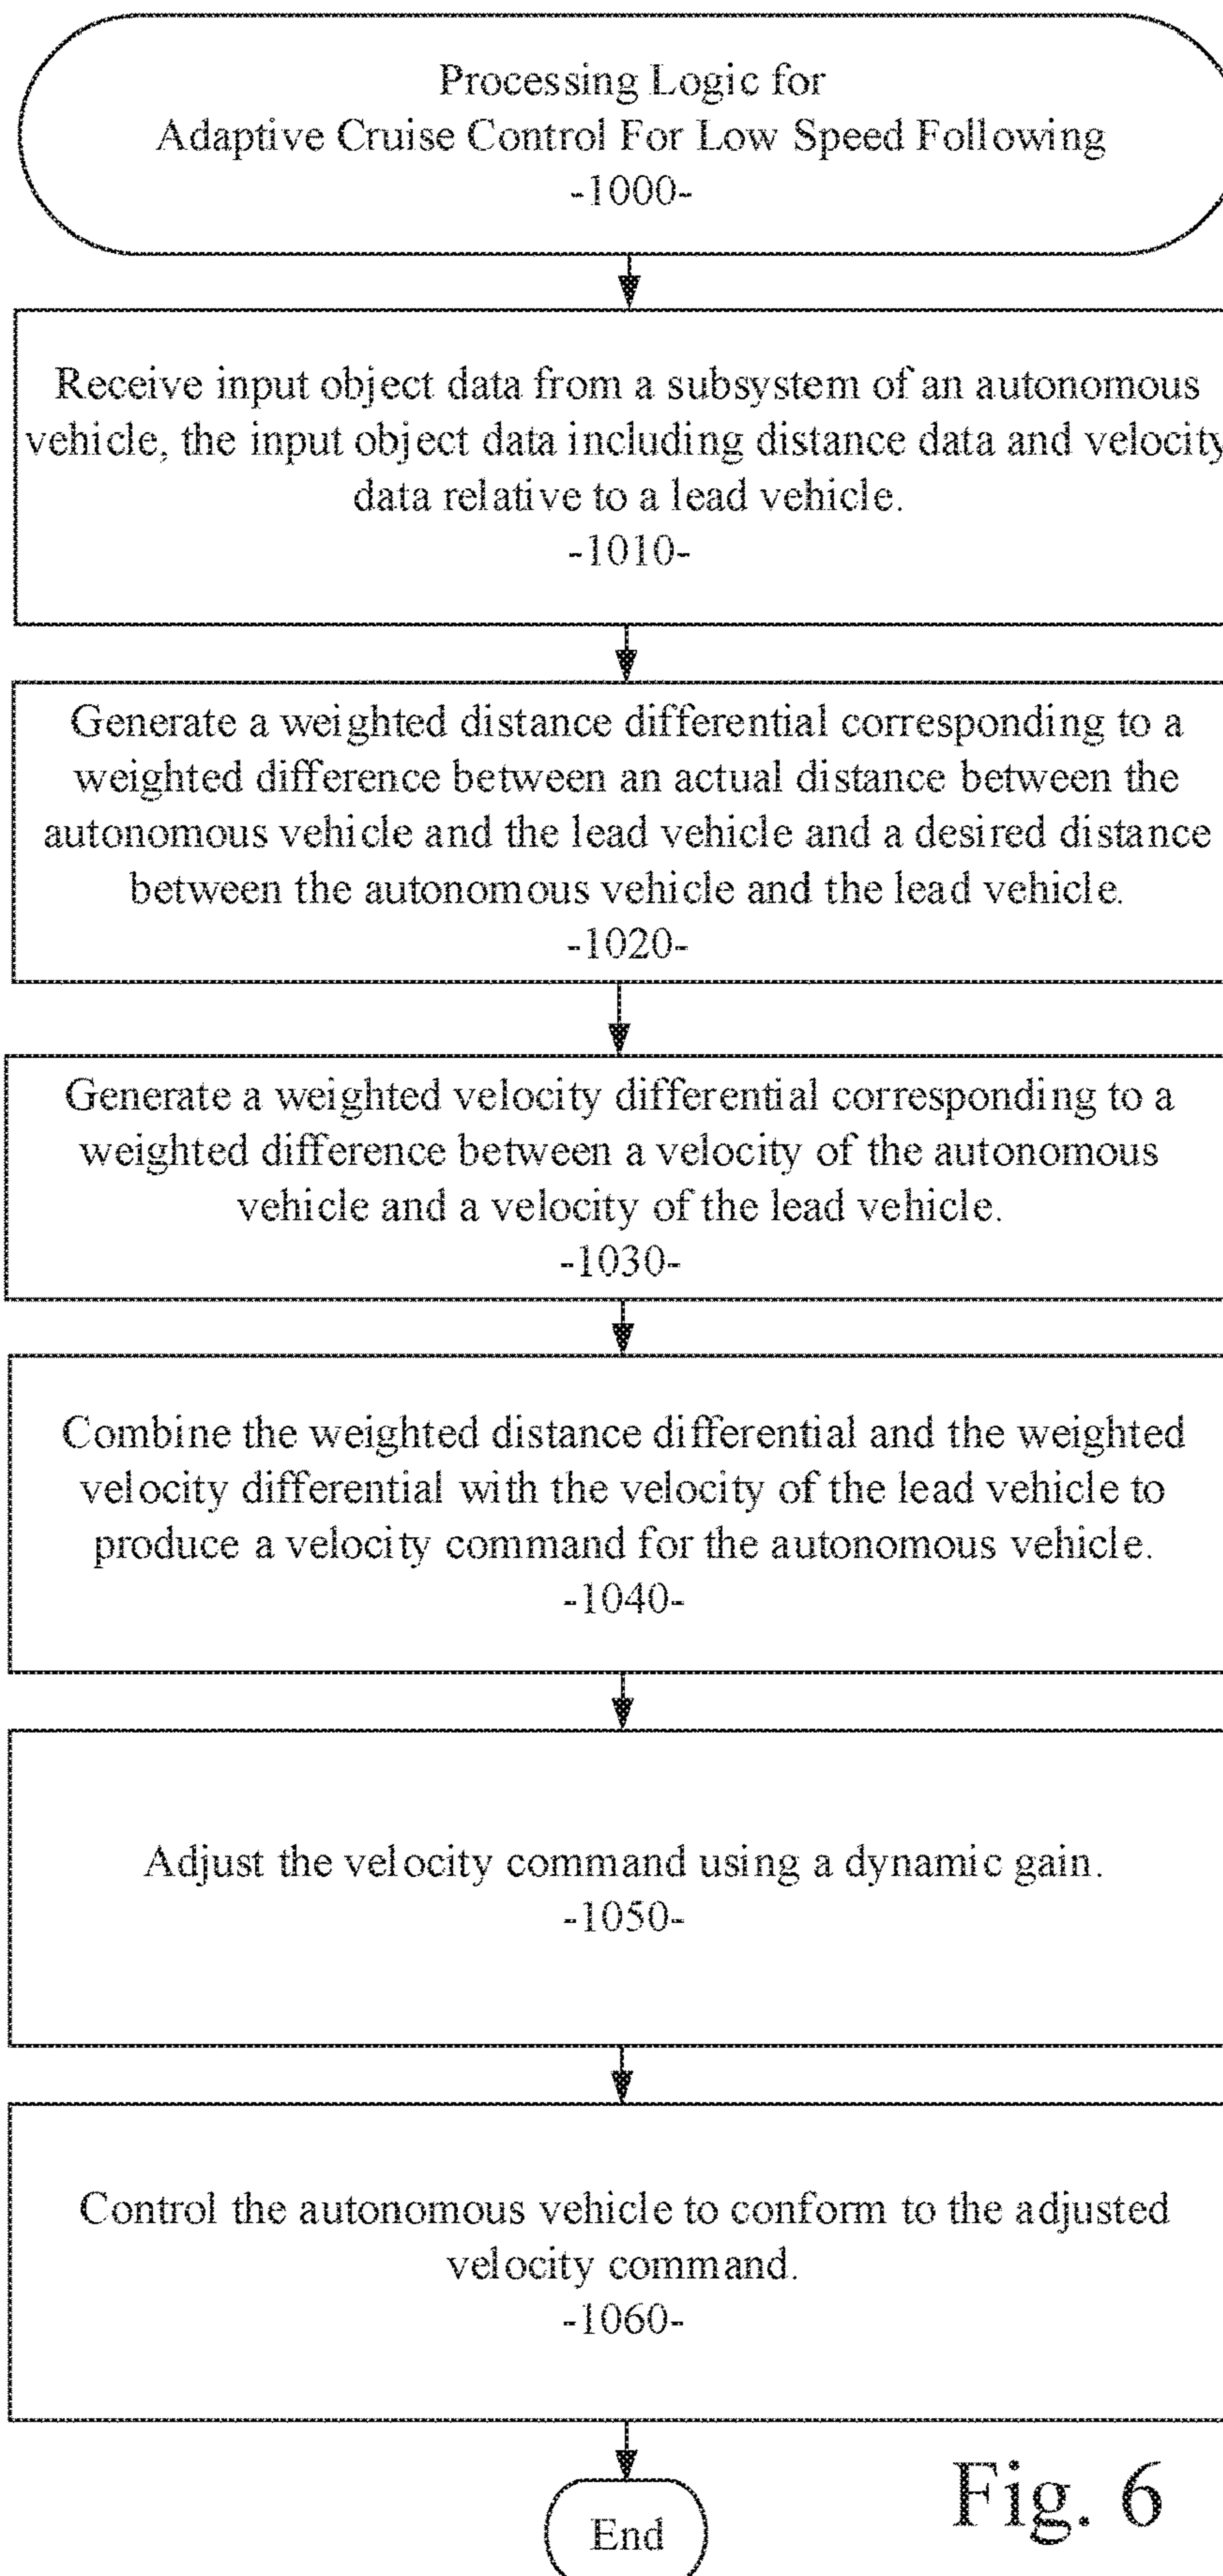 Processing Logic for
Adaptive Cruise Control For Low Speed Following
-1000-
Receive input object data from a subsystem of an autonomous
vehicle, the input object data including distance data and velocity
data relative to a lead vehicle.
-1010-
Generate a weighted distance differential corresponding to a
weighted difference between an actual distance between the
autonomous vehicle and the lead vehicle and a desired distance
between the autonomous vehicle and the lead vehicle.
-1020-
Generate a weighted velocity differential corresponding to a
weighted difference between a velocity of the autonomous
vehicle and a velocity of the lead vehicle.
-1030-
Combine the weighted distance differential and the weighted
velocity differential with the velocity of the lead vehicle to
produce a velocity command for the autonomous vehicle.
-1040-
Adjust the velocity command using a dynamic gain.
-1050-
Control the autonomous vehicle to conform to the adjusted
velocity command.
-1060-
End
Fig. 6